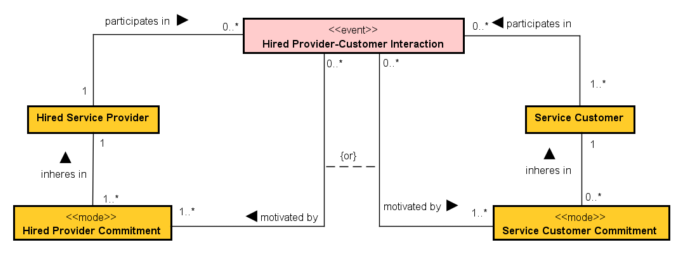 participates in
0..*
<<event>>
Hired Provider-Customer Interaction
0..*
participates in
0..*
0..*
1
1..*
Hired Service Provider
Service Customer
1
1
{or}
inheres in
inheres in
1..*
0..*
<<mode>>
Hired Provider Commitment
1..*
motivated by
motivated by
1..*
<<mode>>
Service Customer Commitment